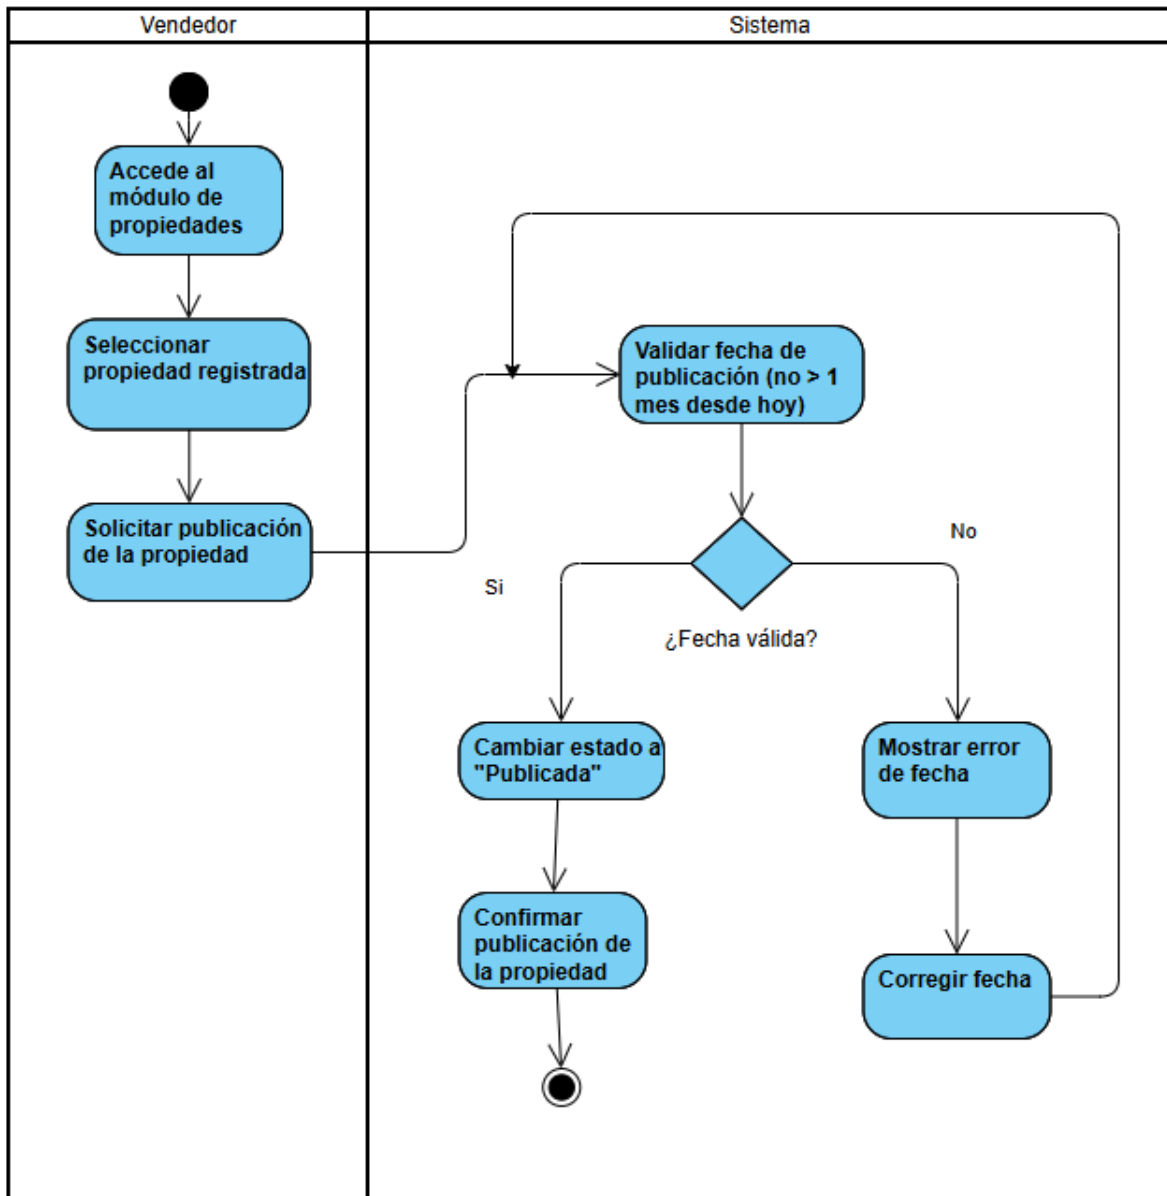 Vendedor
Sistema
Accede al
módulo de
propiedades
Seleccionar
propiedad registrada
Solicitar publicación
de la propiedad
Validar fecha de
publicación (no > 1
mes desde hoy)
No
Si
¿Fecha válida?
Cambiar estado a
"Publicada"
Mostrar error
de fecha
Confirmar
publicación de
la propiedad
Corregir fecha